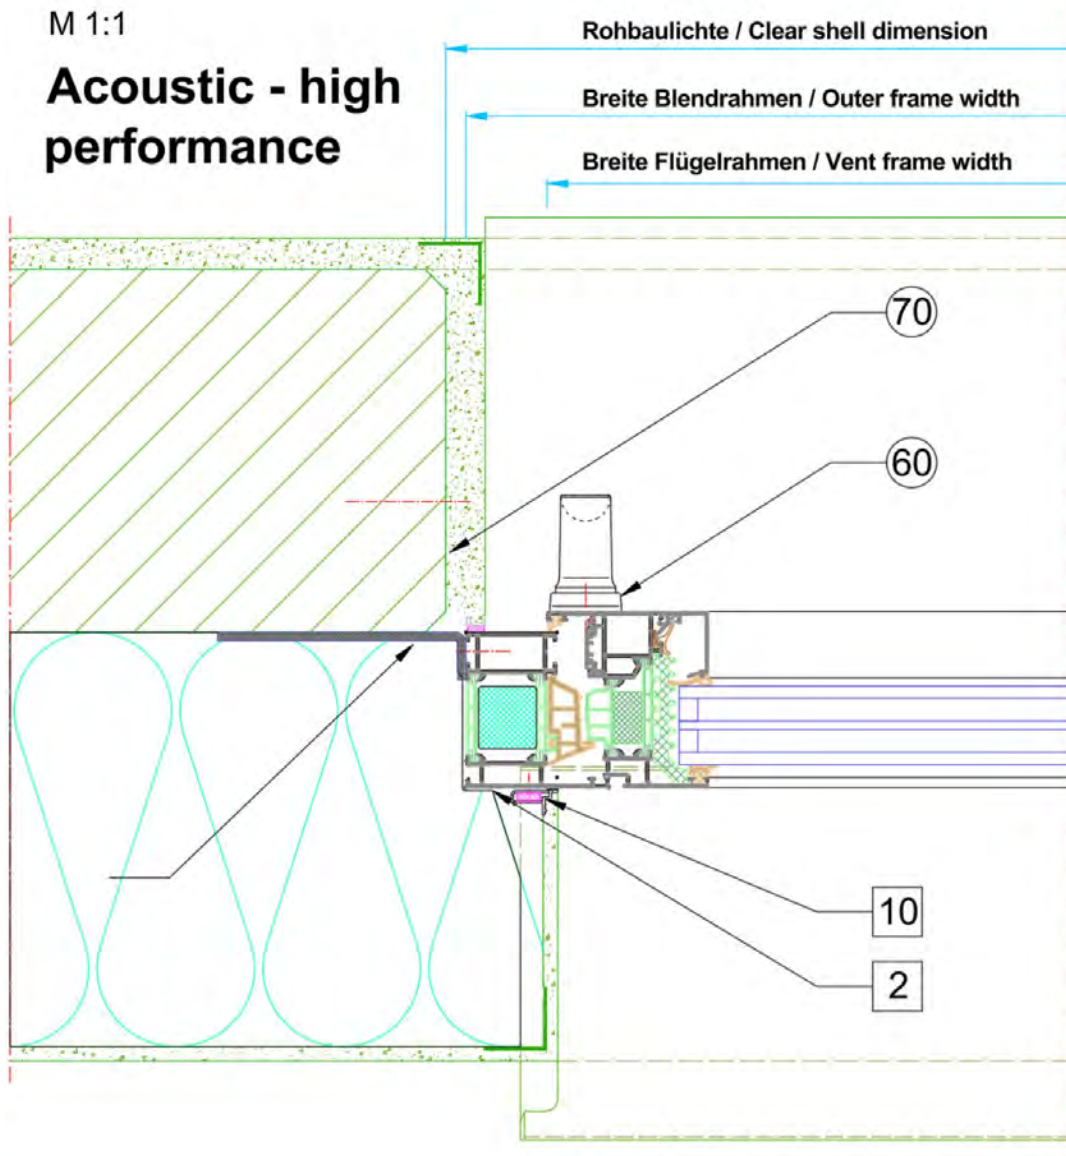 M 1:1
Acoustic - high
performance
Rohbaulichte / Clear shell dimension
Breite Blendrahmen / Outer frame width
Breite Flügelrahmen / Vent frame width
70
60
10
2